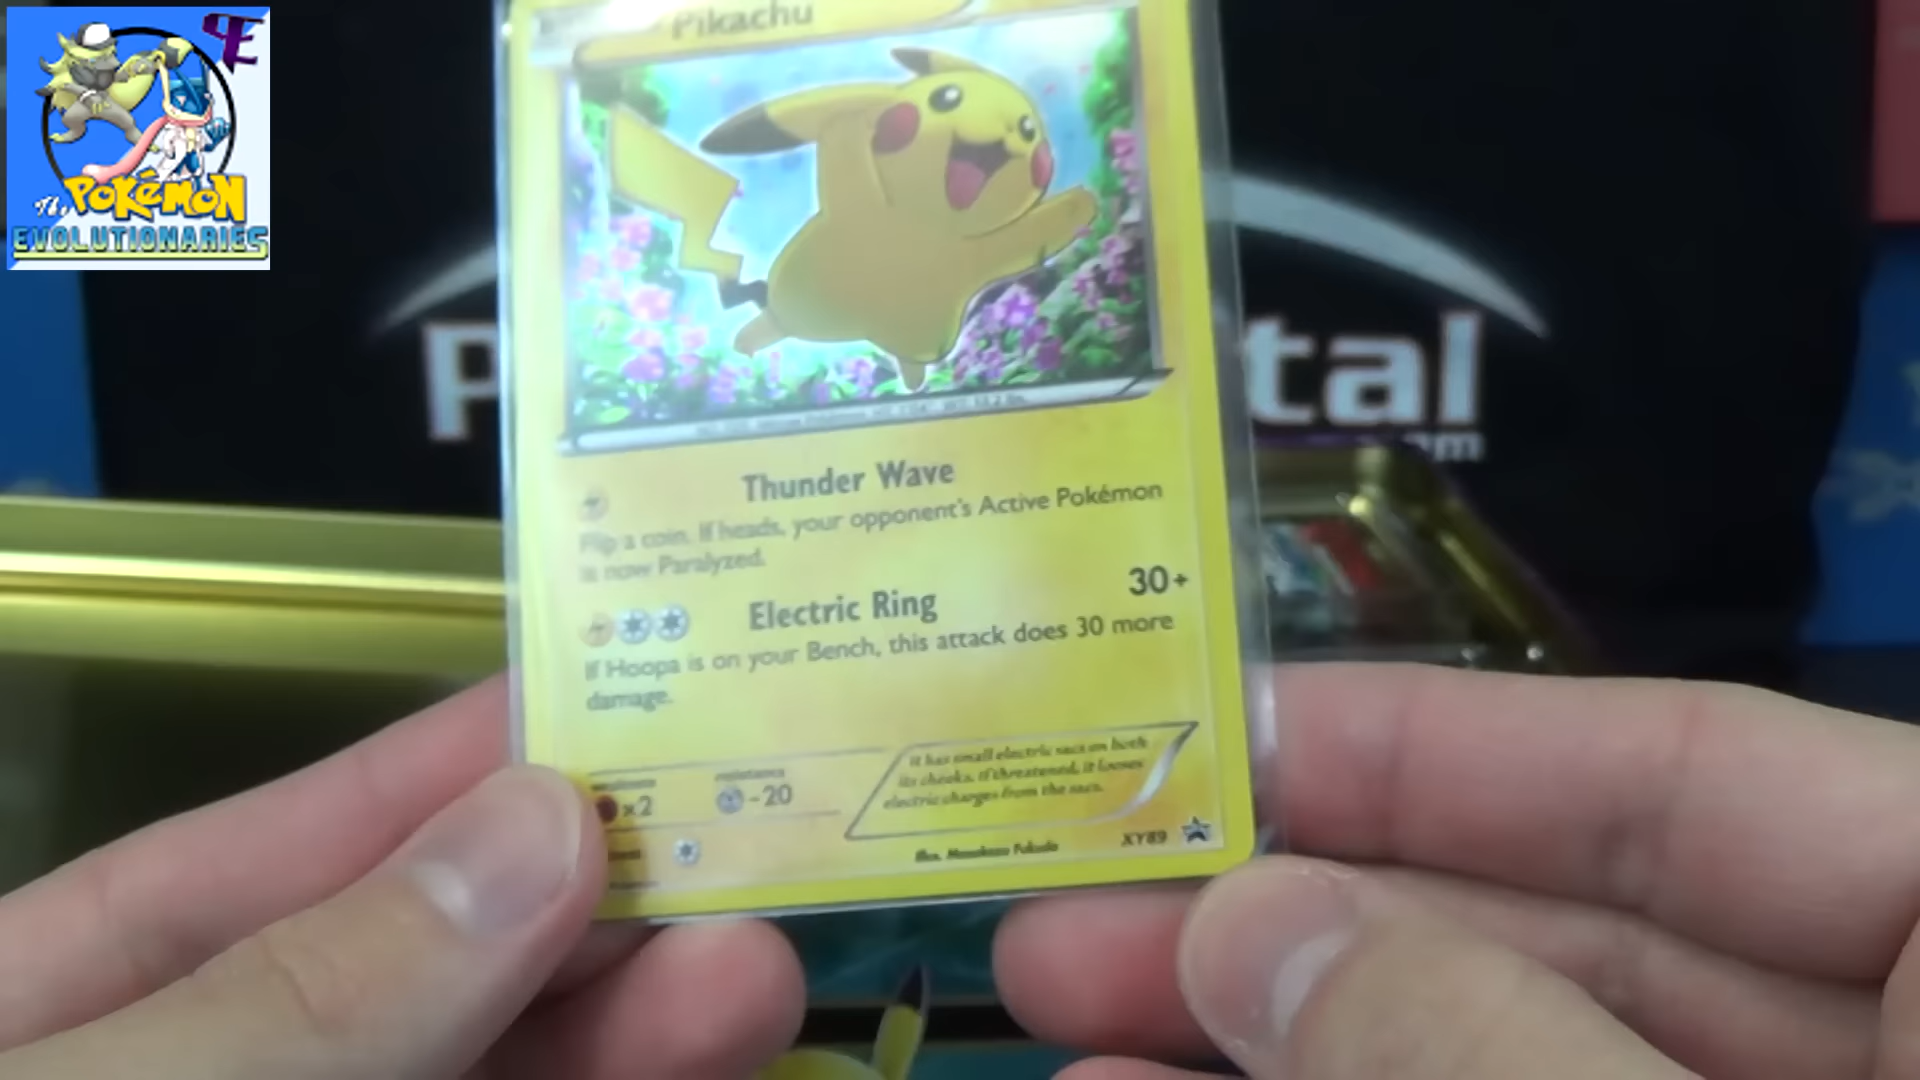 YE
The POKéMON
EVOLUTIONARIES
Pikachu
P tal
Thunder Wave
Flip a coin. If heads, your opponent's Active Pokémon
is now Paralyzed.
Electric Ring 30+
If Hoopa is on your Bench, this attack does 30 more
damage.
weakness resistance
×2 -20
It has small electric sacs on both
its cheeks. If threatened, it looses
electric charges from the sacs.
Illus. Masakazu Fukuda XY89